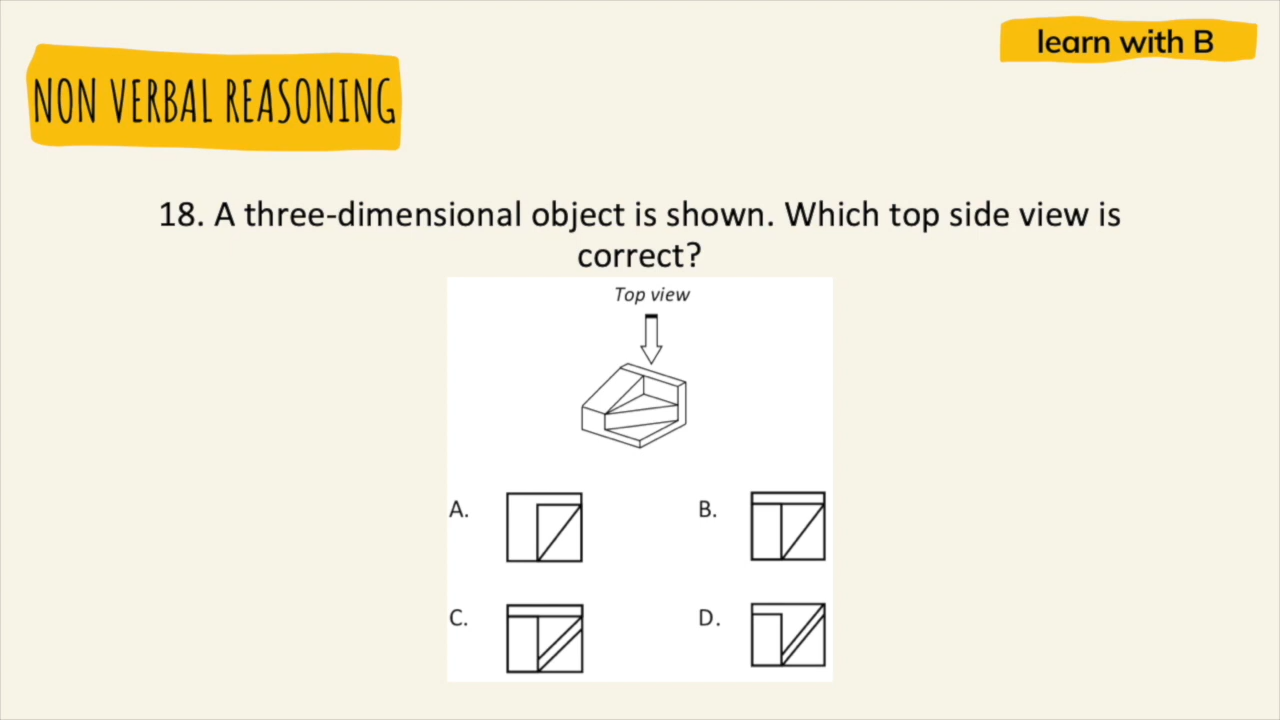 learn with B
NON VERBAL REASONING
18. A three-dimensional object is shown. Which top side view is
correct?
Top view
A.
B.
C.
D.